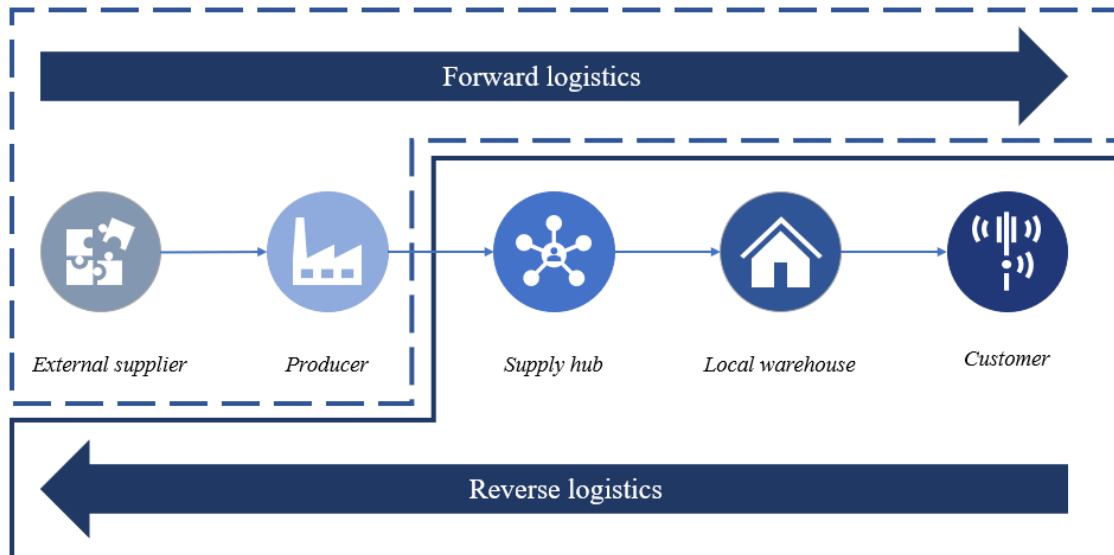 Forward logistics
External supplier
Producer
Supply hub
Local warehouse
Customer
Reverse logistics